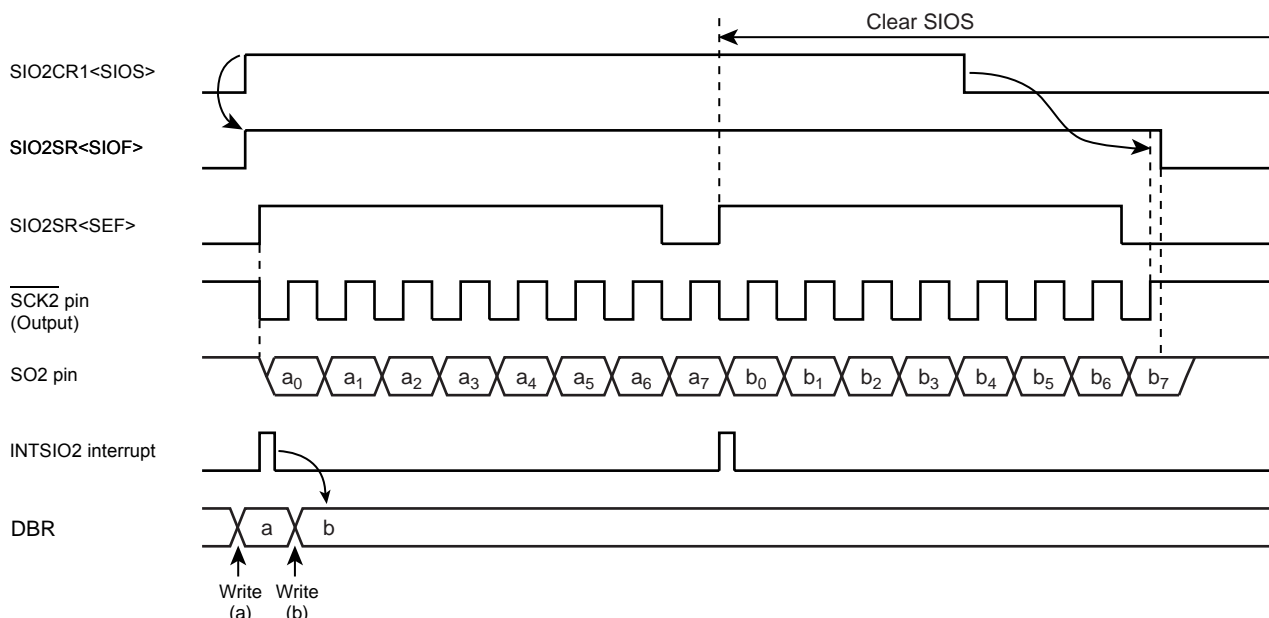 Clear SIOS
SIO2CR1<SIOS>
SIO2SR<SIOF>
SIO2SR<SEF>
SCK2 pin
(Output)
SO2 pin
a0 a1 a2 a3 a4 a5 a6 a7 b0 b1 b2 b3 b4 b5 b6 b7
INTSIO2 interrupt
DBR
a b
Write Write
(a) (b)